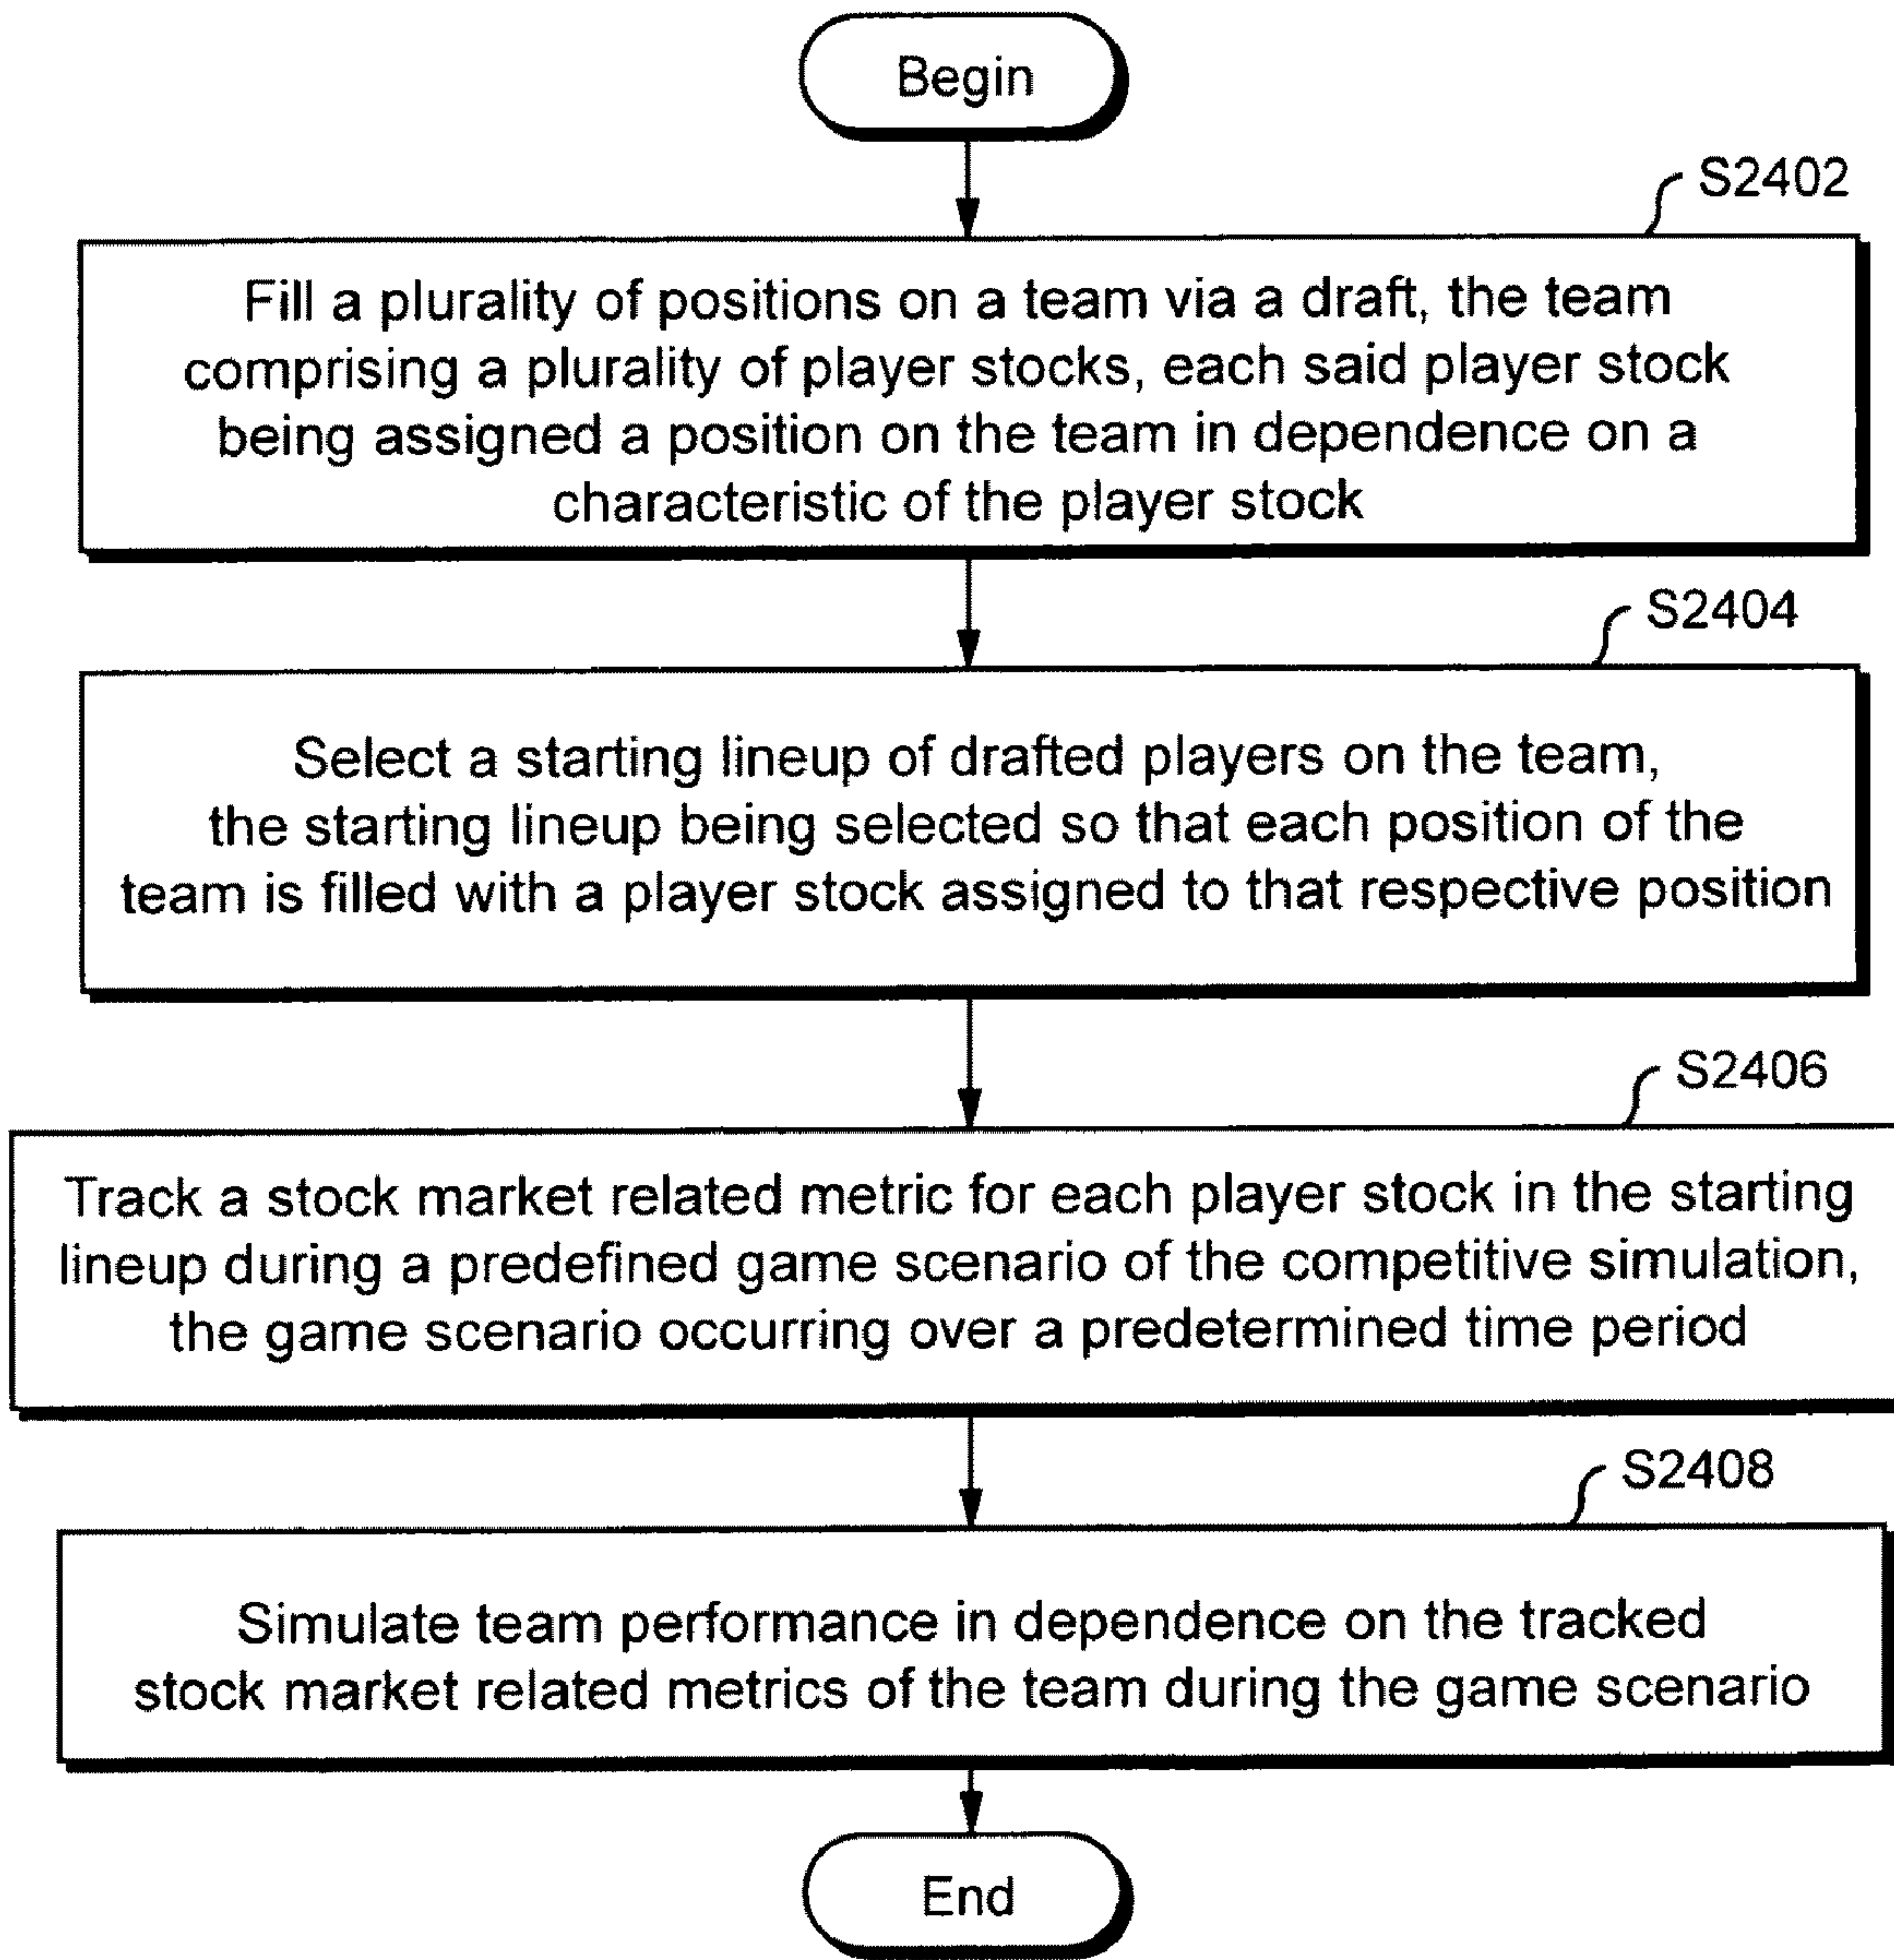 Begin
S2402
Fill a plurality of positions on a team via a draft, the team
comprising a plurality of player stocks, each said player stock
being assigned a position on the team in dependence on a
characteristic of the player stock
S2404
Select a starting lineup of drafted players on the team,
the starting lineup being selected so that each position of the
team is filled with a player stock assigned to that respective position
S2406
Track a stock market related metric for each player stock in the starting
lineup during a predefined game scenario of the competitive simulation,
the game scenario occurring over a predetermined time period
S2408
Simulate team performance in dependence on the tracked
stock market related metrics of the team during the game scenario
End